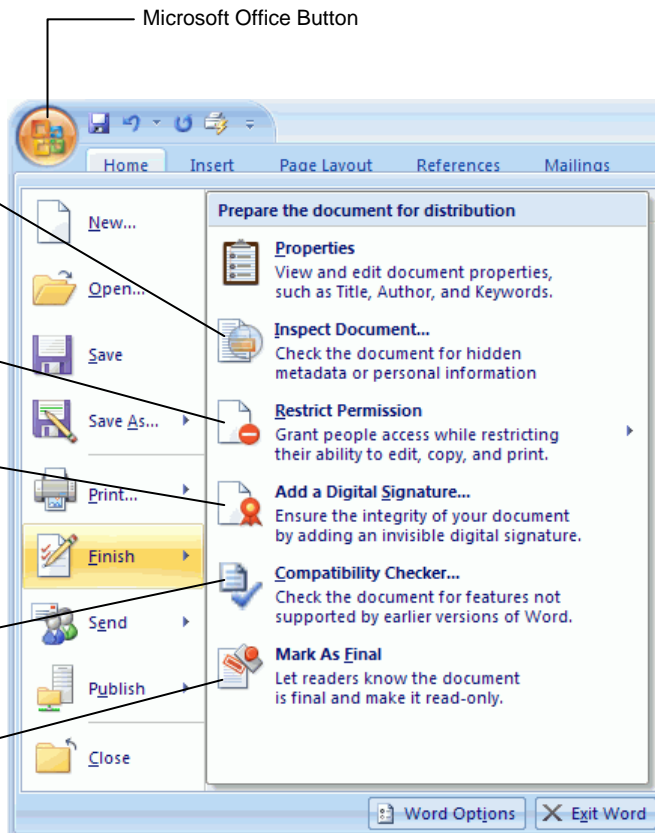 Microsoft Office Button
Home Insert Page Layout References Mailings
New...
Open...
Save
Save As...
Print...
Finish
Send
Publish
Close
Prepare the document for distribution
Properties
View and edit document properties,
such as Title, Author, and Keywords.
Inspect Document...
Check the document for hidden
metadata or personal information
Restrict Permission
Grant people access while restricting
their ability to edit, copy, and print.
Add a Digital Signature...
Ensure the integrity of your document
by adding an invisible digital signature.
Compatibility Checker...
Check the document for features not
supported by earlier versions of Word.
Mark As Final
Let readers know the document
is final and make it read-only.
Word Options Exit Word